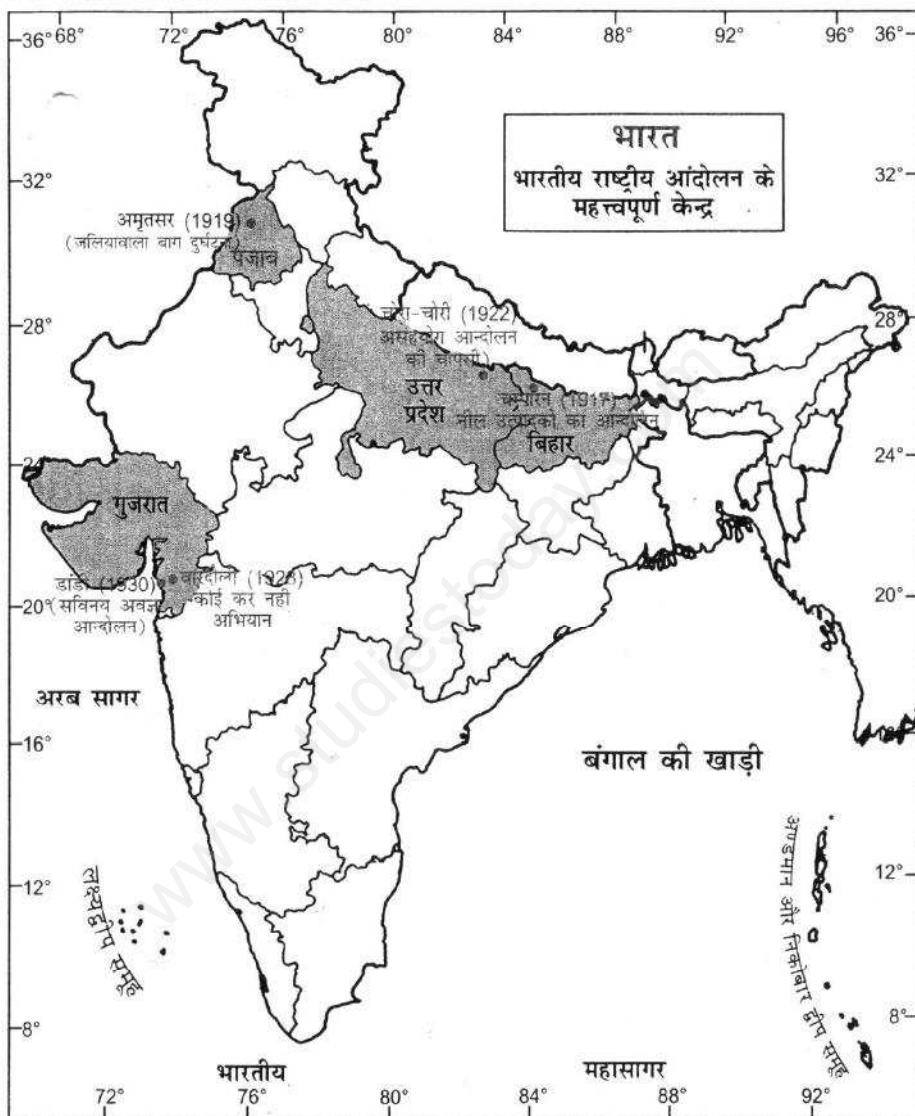 36° 68° 72° 76° 80° 84° 88° 92° 36°
भारत
भारतीय राष्ट्रीय आंदोलन के
महत्त्वपूर्ण केन्द्र
32° 32°
अमृतसर (1919)
(जलियावाला बाग दुर्घटना)
पंजाब
28° 28°
चोरा-चोरी (1922)
असहयोग आन्दोलन
की वापसी)
उत्तर
प्रदेश
चम्पारन (1917)
नील उत्पादकों का आन्दोलन
बिहार
24° 24°
गुजरात
डांडी (1930)
(सविनय अवज्ञा
आन्दोलन)
बारदोली (1928)
कोई कर नही
अभियान
20° 20°
अरब सागर
16°
बंगाल की खाड़ी
www.studiestoday.com
12° 12°
लक्षद्वीप समूह
अण्डमान और निकोबार द्वीप समूह
8° 8°
भारतीय महासागर
72° 76° 80° 84° 88° 92°